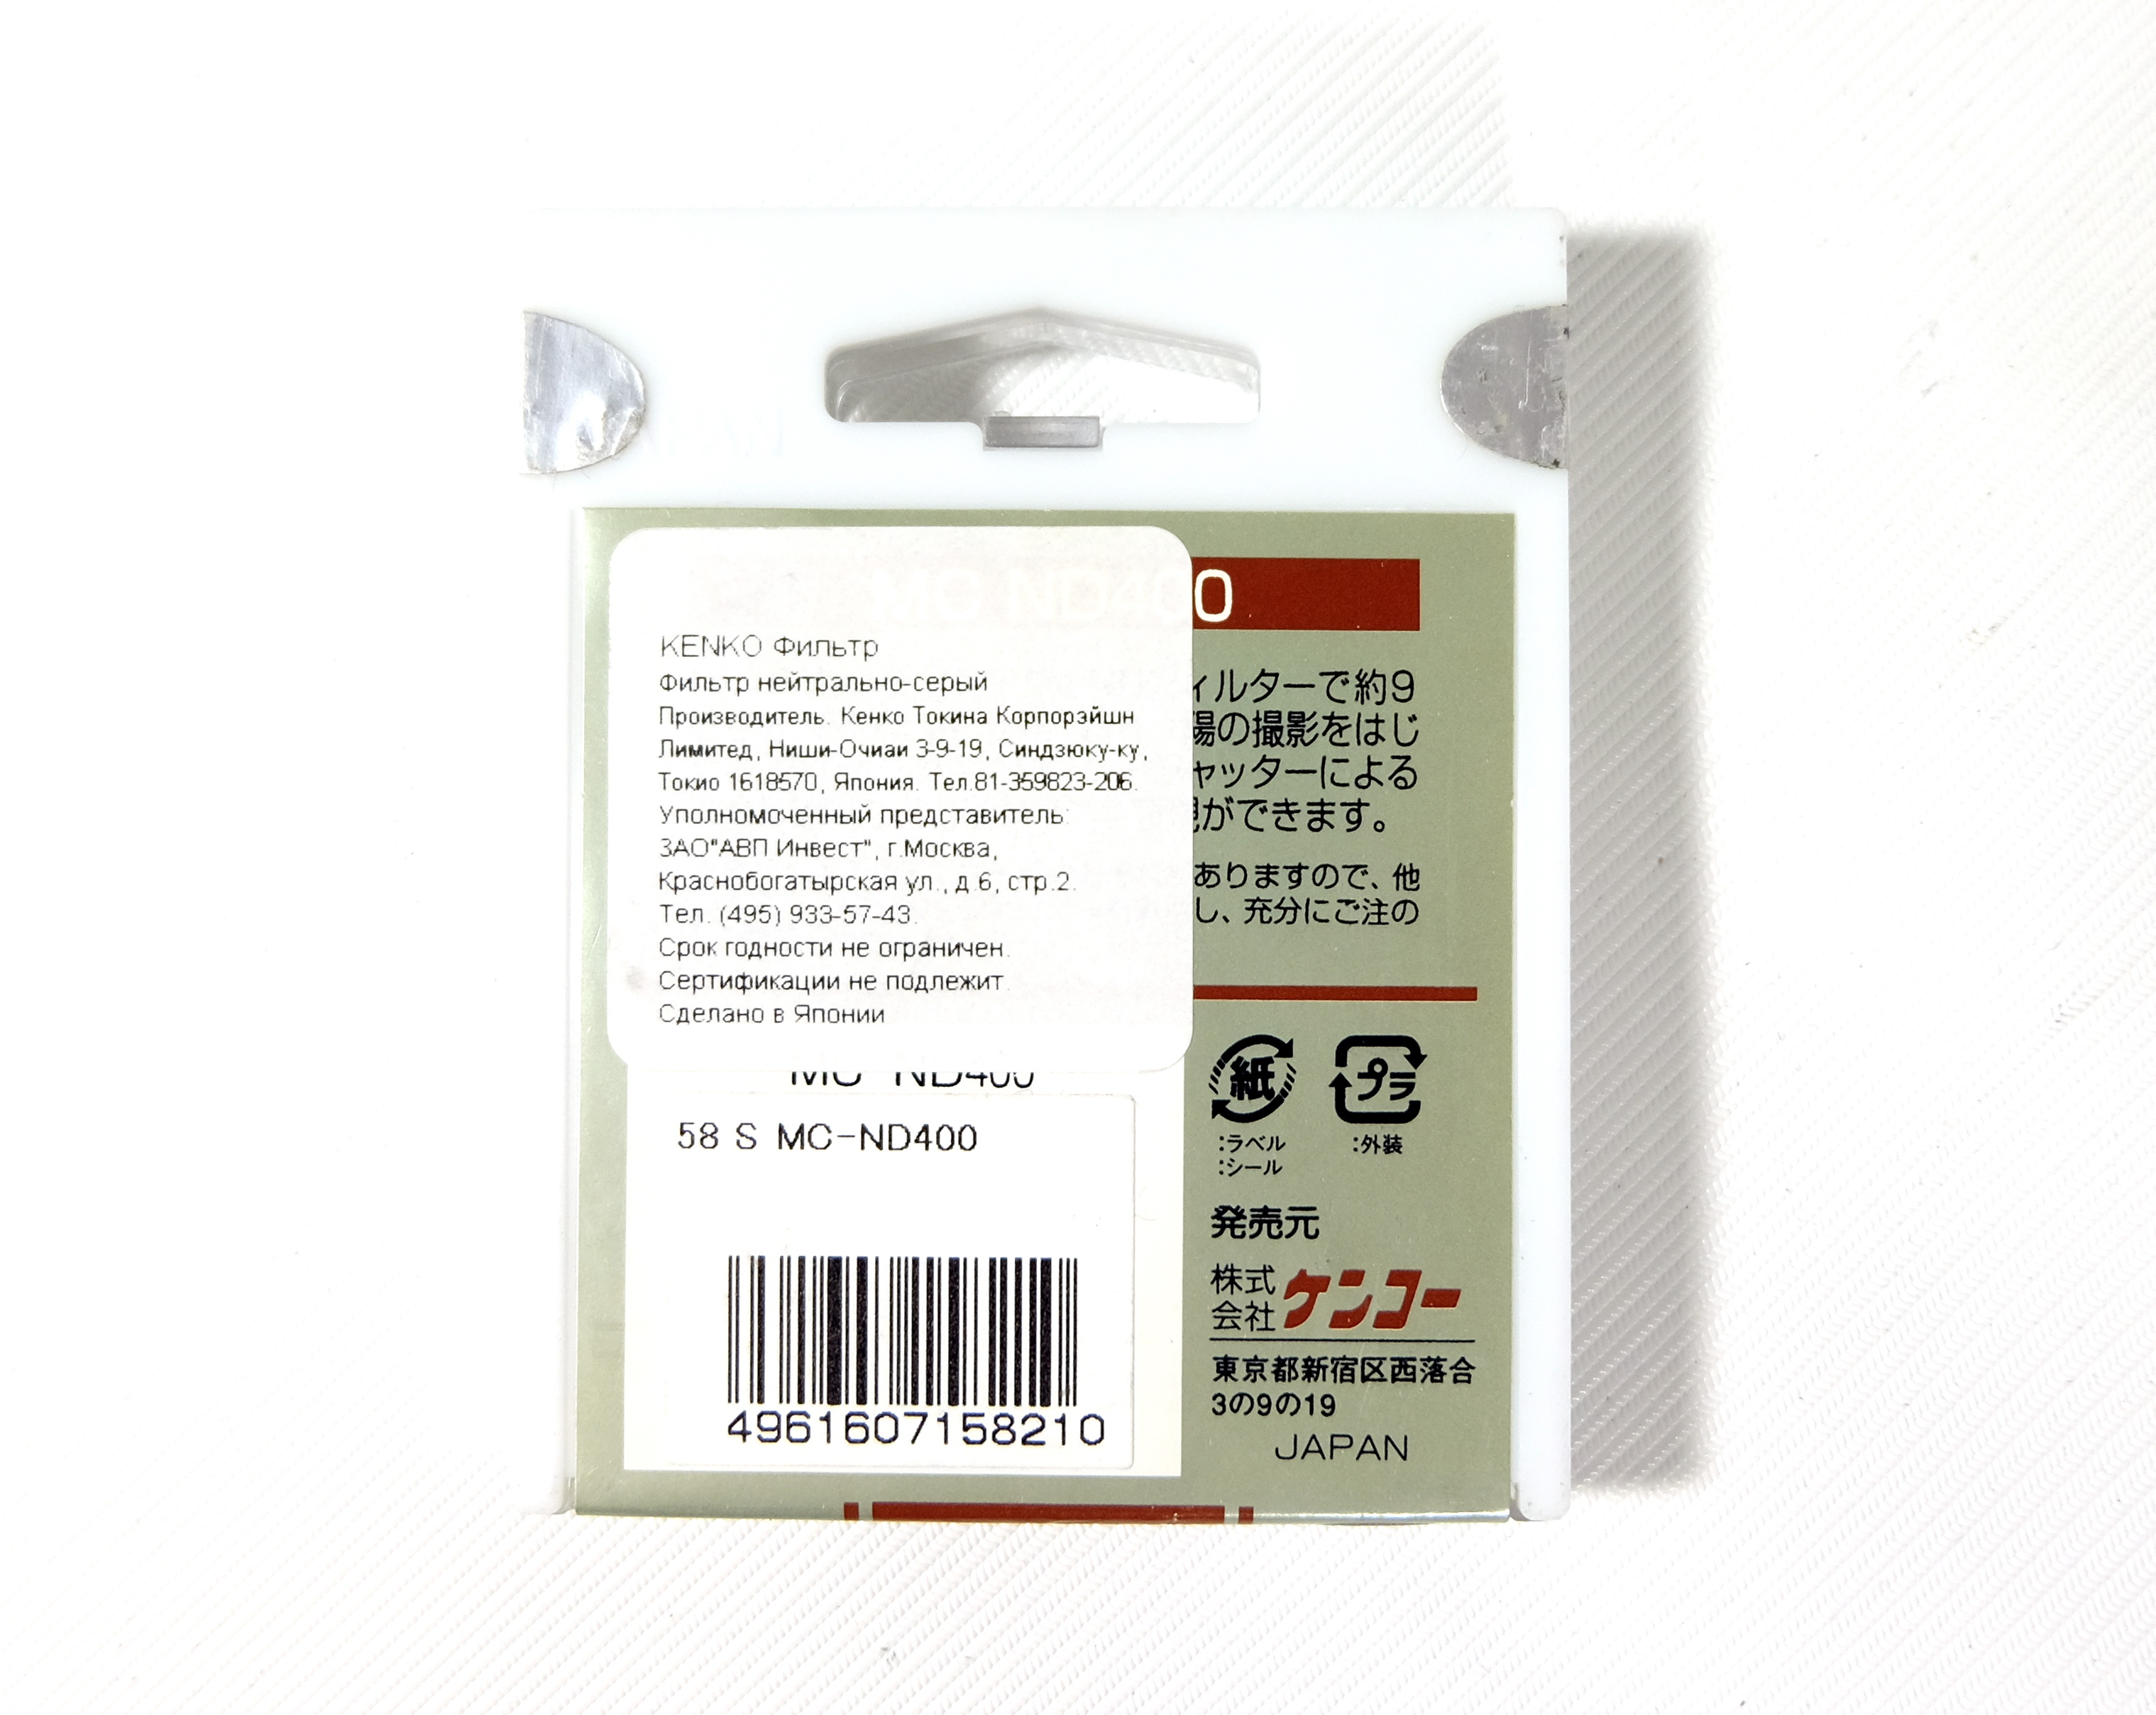 KENKO Фильтр
Фильтр нейтрально-серый
Производитель. Кенко Токина Корпорэйшн
Лимитед, Ниши-Очиаи 3-9-19, Синдзюку-ку,
Токио 1618570, Япония. Тел.81-359823-206.
Уполномоченный представитель:
ЗАО"АВП Инвест", г.Москва,
Краснобогатырская ул., д.6, стр.2.
Тел. (495) 933-57-43.
Срок годности не ограничен.
Сертификации не подлежит.
Сделано в Японии
MC ND400
ィルターで約9
陽の撮影をはじ
ャッターによる
ができます。
ありますので、他
し、充分にご注の
MC ND400
58 S MC-ND400
4961607158210
紙 プラ
:ラベル :外装
:シール
発売元
株式会社ケンコー
東京都新宿区西落合
3の9の19
JAPAN